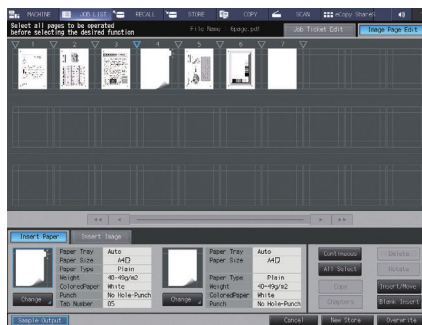 MACHINE JOB LIST RECALL STORE COPY SCAN eCopy ShareS
Select all pages to be operated
before selecting the desired function
File Name 6page.pdf
Job Ticket Edit
Image Page Edit
1 2 3 4 5 6 7
Insert Paper
Insert Image
Paper Tray Auto
Paper Size A4
Paper Type Plain
Weight 40-49g/m2
ColoredPaper White
Punch No Hole-Punch
Tab Number 05
Change
Paper Tray Auto
Paper Size A4
Paper Type Plain
Weight 40-49g/m2
ColoredPaper White
Punch No Hole-Punch
Change
Continuous
Delete
All Select
Rotate
Copy
Insert/Move
Chapters
Blank Insert
Sample Output
Cancel
New Store
Overwrite